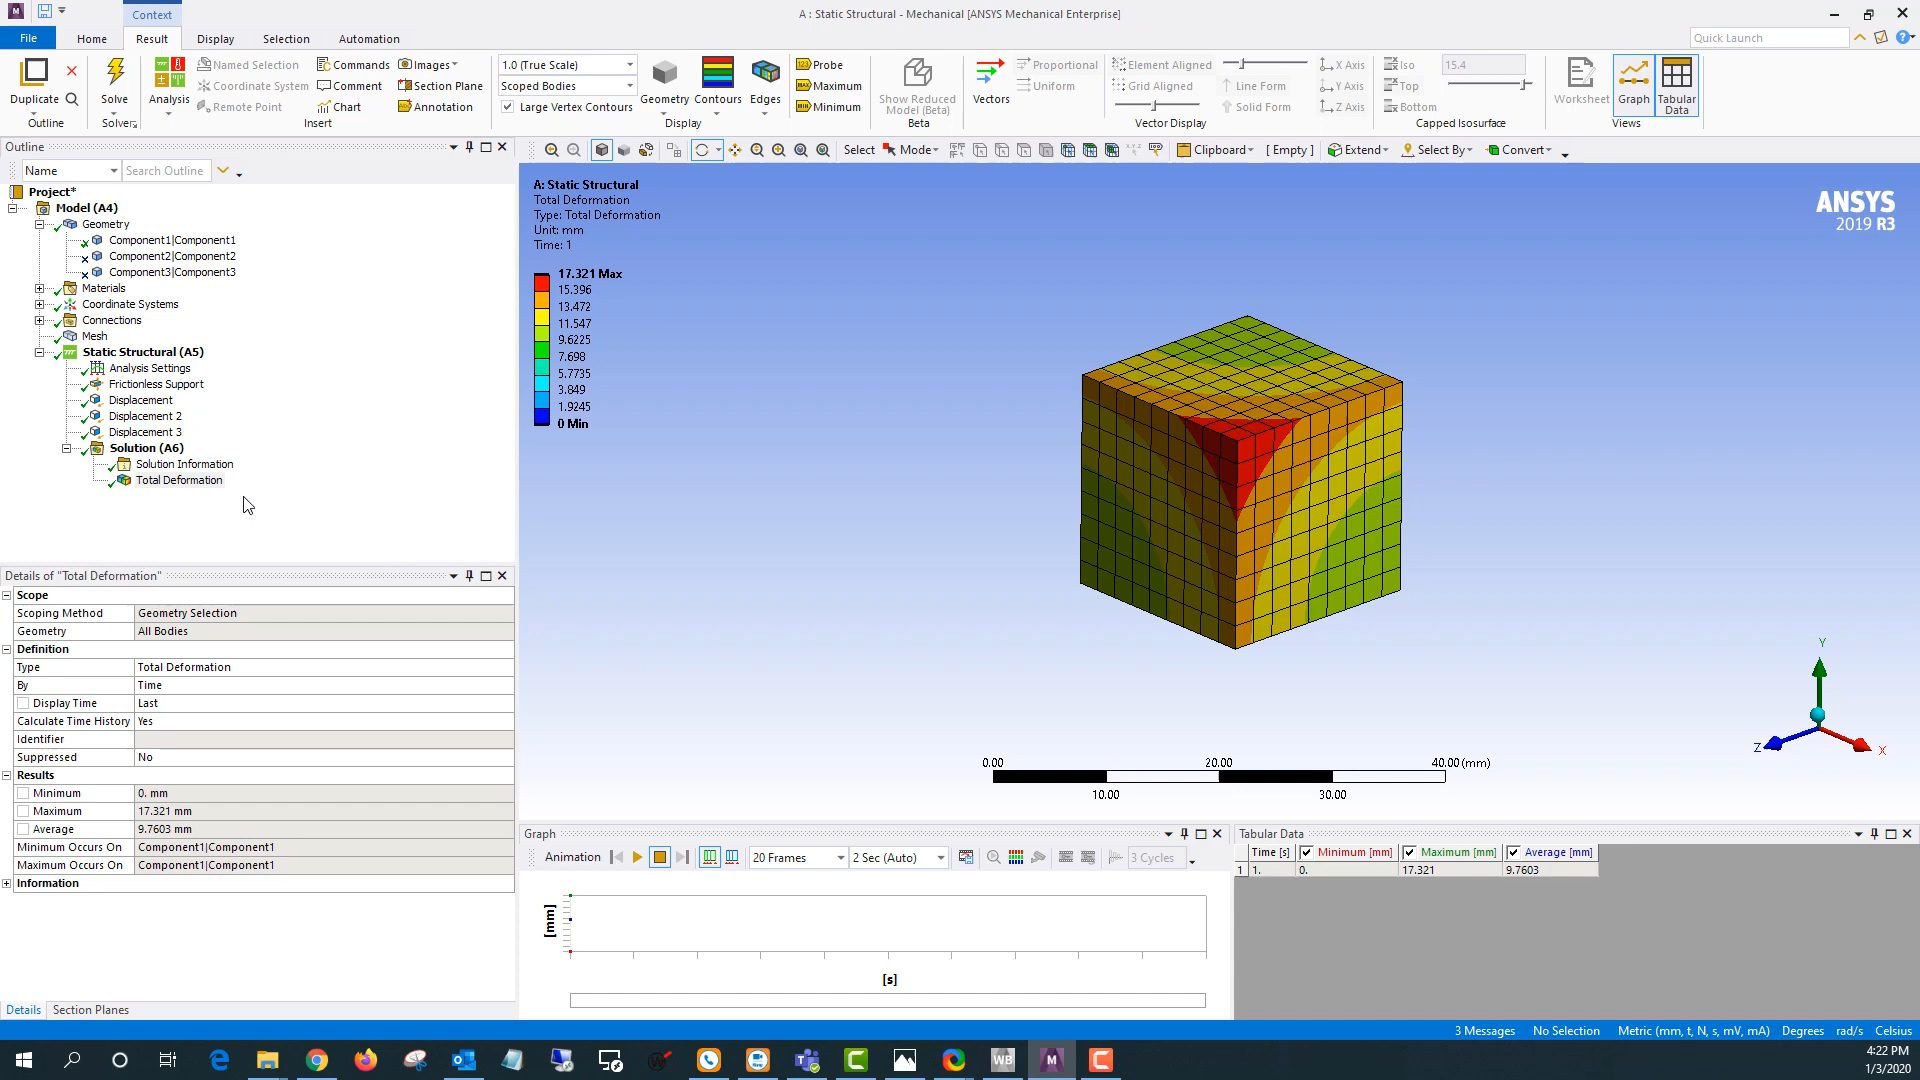 Context
A : Static Structural - Mechanical [ANSYS Mechanical Enterprise]
File
Home
Result
Display
Selection
Automation
Quick Launch
Duplicate
Outline
Solve
Solver
Analysis
Named Selection
Coordinate System
Remote Point
Commands
Comment
Chart
Images
Section Plane
Annotation
Insert
1.0 (True Scale)
Scoped Bodies
Large Vertex Contours
Geometry
Contours
Edges
Display
Probe
Maximum
Minimum
Show Reduced
Model (Beta)
Beta
Vectors
Proportional
Uniform
Element Aligned
Grid Aligned
Line Form
Solid Form
X Axis
Y Axis
Z Axis
Vector Display
Iso
Top
Bottom
15.4
Capped Isosurface
Worksheet
Graph
Tabular
Data
Views
Outline
Name
Search Outline
Select
Mode
Clipboard
[ Empty ]
Extend
Select By
Convert
Project*
Model (A4)
Geometry
Component1|Component1
Component2|Component2
Component3|Component3
Materials
Coordinate Systems
Connections
Mesh
Static Structural (A5)
Analysis Settings
Frictionless Support
Displacement
Displacement 2
Displacement 3
Solution (A6)
Solution Information
Total Deformation
A: Static Structural
Total Deformation
Type: Total Deformation
Unit: mm
Time: 1
17.321 Max
15.396
13.472
11.547
9.6225
7.698
5.7735
3.849
1.9245
0 Min
ANSYS
2019 R3
Y
Z
X
0.00
20.00
40.00 (mm)
10.00
30.00
Details of "Total Deformation"
Scope
Scoping Method Geometry Selection
Geometry All Bodies
Definition
Type Total Deformation
By Time
Display Time Last
Calculate Time History Yes
Identifier
Suppressed No
Results
Minimum 0. mm
Maximum 17.321 mm
Average 9.7603 mm
Minimum Occurs On Component1|Component1
Maximum Occurs On Component1|Component1
Information
Details
Section Planes
Graph
Animation
20 Frames
2 Sec (Auto)
3 Cycles
[mm]
[s]
Tabular Data
Time [s] Minimum [mm] Maximum [mm] Average [mm]
1 1. 0. 17.321 9.7603
3 Messages
No Selection
Metric (mm, t, N, s, mV, mA)
Degrees
rad/s
Celsius
WB
M
4:22 PM
1/3/2020